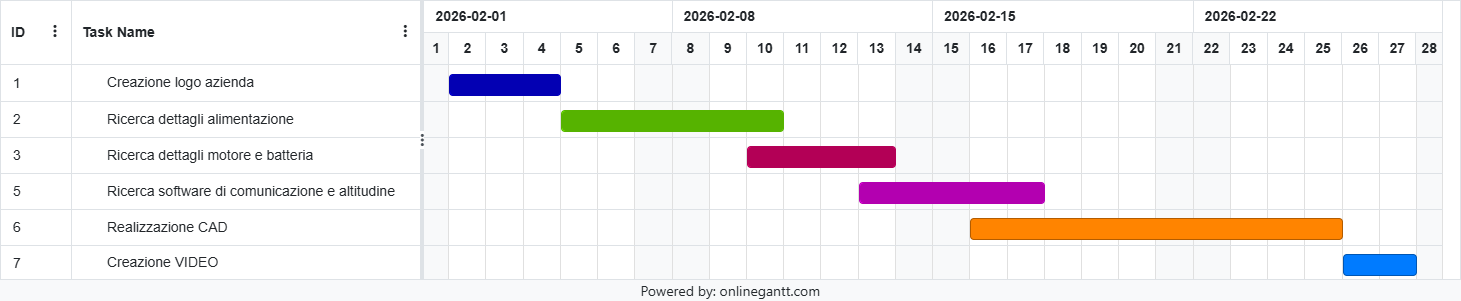 ID Task Name 2026-02-01 2026-02-08 2026-02-15 2026-02-22
1 2 3 4 5 6 7 8 9 10 11 12 13 14 15 16 17 18 19 20 21 22 23 24 25 26 27 28
1 Creazione logo azienda
2 Ricerca dettagli alimentazione
3 Ricerca dettagli motore e batteria
5 Ricerca software di comunicazione e altitudine
6 Realizzazione CAD
7 Creazione VIDEO
Powered by: onlinegantt.com